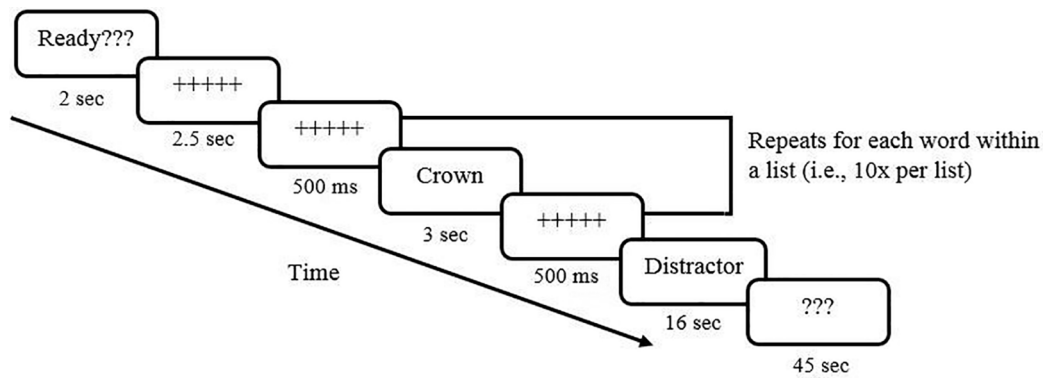 Ready???
2 sec
+++++
2.5 sec
+++++
500 ms
Crown
3 sec
+++++
500 ms
Distractor
16 sec
???
45 sec
Repeats for each word within
a list (i.e., 10x per list)
Time